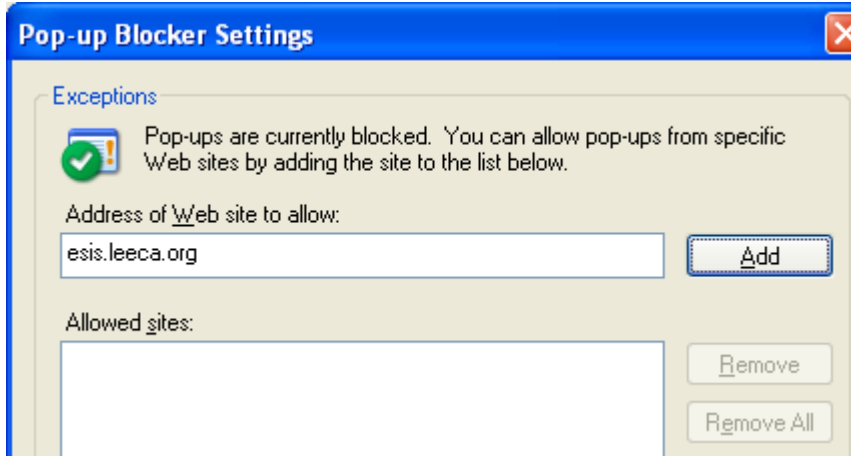 Pop-up Blocker Settings
Exceptions
Pop-ups are currently blocked.  You can allow pop-ups from specific
Web sites by adding the site to the list below.
Address of Web site to allow:
esis.leeca.org
Add
Allowed sites:
Remove
Remove All